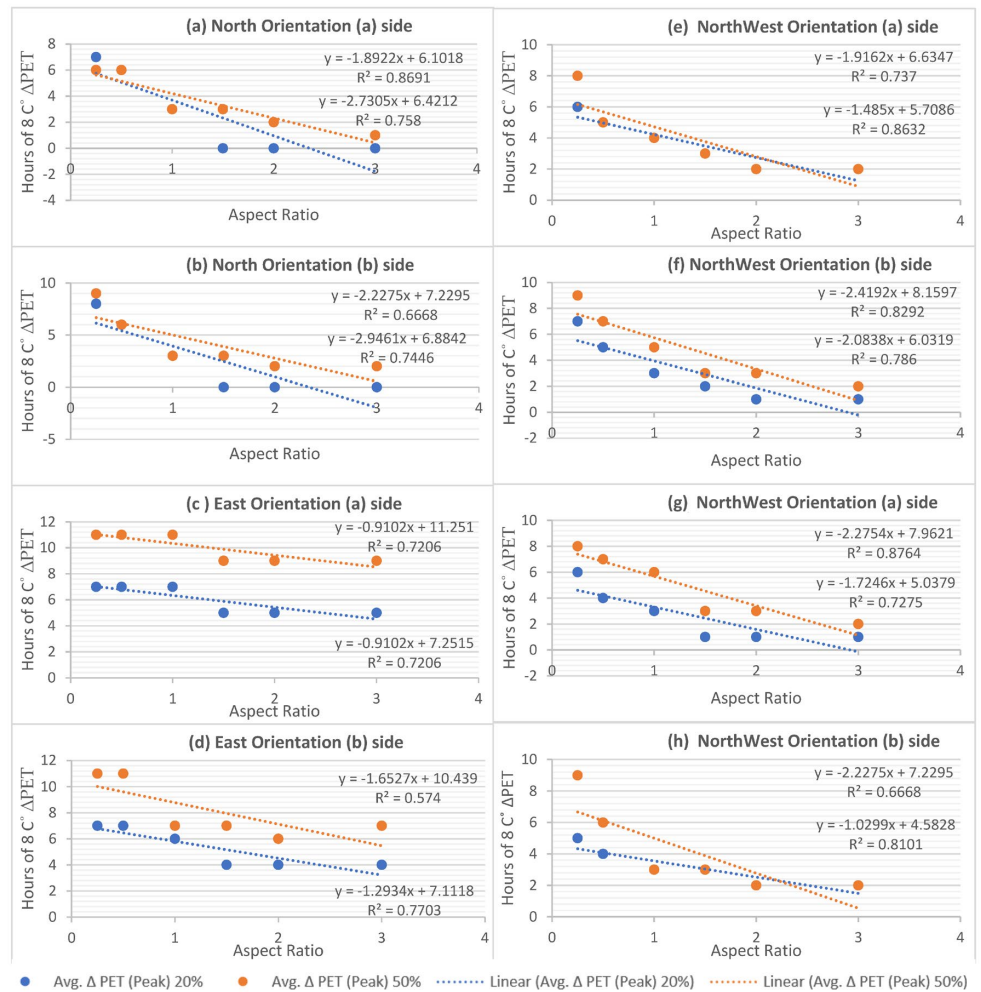 (a) North Orientation (a) side
Hours of 8 C° ΔPET
8
6
4
2
0
-2
-4
0
1
2
3
4
y = -1.8922x + 6.1018
R² = 0.8691
y = -2.7305x + 6.4212
R² = 0.758
Aspect Ratio
(b) North Orientation (b) side
Hours of 8 C° ΔPET
10
5
0
-5
0
1
2
3
4
y = -2.2275x + 7.2295
R² = 0.6668
y = -2.9461x + 6.8842
R² = 0.7446
Aspect Ratio
(c ) East Orientation (a) side
Hours of 8 C° ΔPET
12
10
8
6
4
2
0
0
1
2
3
4
y = -0.9102x + 11.251
R² = 0.7206
y = -0.9102x + 7.2515
R² = 0.7206
Aspect Ratio
(d) East Orientation (b) side
Hours of 8 C° ΔPET
12
10
8
6
4
2
0
0
1
2
3
4
y = -1.6527x + 10.439
R² = 0.574
y = -1.2934x + 7.1118
R² = 0.7703
Aspect Ratio
(e) NorthWest Orientation (a) side
Hours of 8 C° ΔPET
10
8
6
4
2
0
0
1
2
3
4
y = -1.9162x + 6.6347
R² = 0.737
y = -1.485x + 5.7086
R² = 0.8632
Aspect Ratio
(f) NorthWest Orientation (b) side
Hours of C° ΔPET
10
8
6
4
2
0
-2
0
1
2
3
4
y = -2.4192x + 8.1597
R² = 0.8292
y = -2.0838x + 6.0319
R² = 0.786
Aspect Ratio
(g) NorthWest Orientation (a) side
Hours of 8 C° ΔPET
10
8
6
4
2
0
-2
0
1
2
3
4
y = -2.2754x + 7.9621
R² = 0.8764
y = -1.7246x + 5.0379
R² = 0.7275
Aspect Ratio
(h) NorthWest Orientation (b) side
Hours of 8 C° ΔPET
10
8
6
4
2
0
0
1
2
3
4
y = -2.2275x + 7.2295
R² = 0.6668
y = -1.0299x + 4.5828
R² = 0.8101
Aspect Ratio
Avg. Δ PET (Peak) 20% Avg. Δ PET (Peak) 50% Linear (Avg. Δ PET (Peak) 20%) Linear (Avg. Δ PET (Peak) 50%)